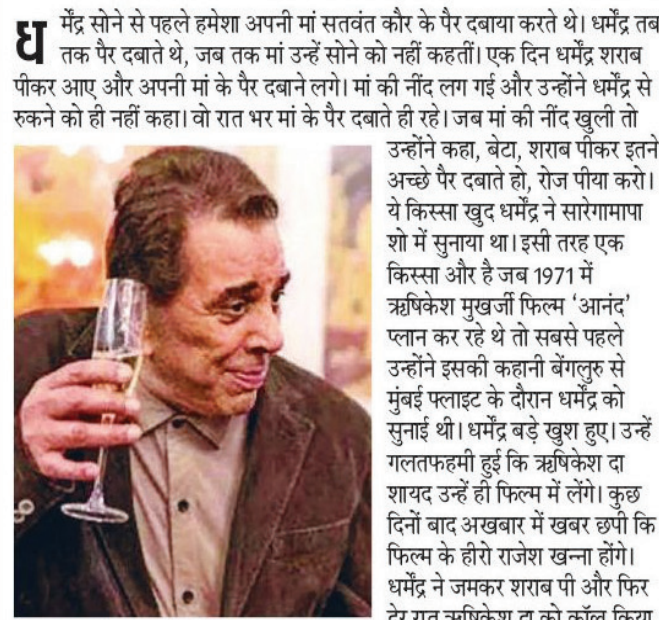 धर्मेंद्र सोने से पहले हमेशा अपनी मां सतवंत कौर के पैर दबाया करते थे। धर्मेंद्र तब
तक पैर दबाते थे, जब तक मां उन्हें सोने को नहीं कहतीं। एक दिन धर्मेंद्र शराब
पीकर आए और अपनी मां के पैर दबाने लगे। मां की नींद लग गई और उन्होंने धर्मेंद्र से
रुकने को ही नहीं कहा। वो रात भर मां के पैर दबाते ही रहे। जब मां की नींद खुली तो
उन्होंने कहा, बेटा, शराब पीकर इतने
अच्छे पैर दबाते हो, रोज पीया करो।
ये किस्सा खुद धर्मेंद्र ने सारेगामापा
शो में सुनाया था। इसी तरह एक
किस्सा और है जब 1971 में
ऋषिकेश मुखर्जी फिल्म ‘आनंद’
प्लान कर रहे थे तो सबसे पहले
उन्होंने इसकी कहानी बेंगलुरु से
मुंबई फ्लाइट के दौरान धर्मेंद्र को
सुनाई थी। धर्मेंद्र बड़े खुश हुए। उन्हें
गलतफहमी हुई कि ऋषिकेश दा
शायद उन्हें ही फिल्म में लेंगे। कुछ
दिनों बाद अखबार में खबर छपी कि
फिल्म के हीरो राजेश खन्ना होंगे।
धर्मेंद्र ने जमकर शराब पी और फिर
देर रात ऋषिकेश दा को कॉल किया